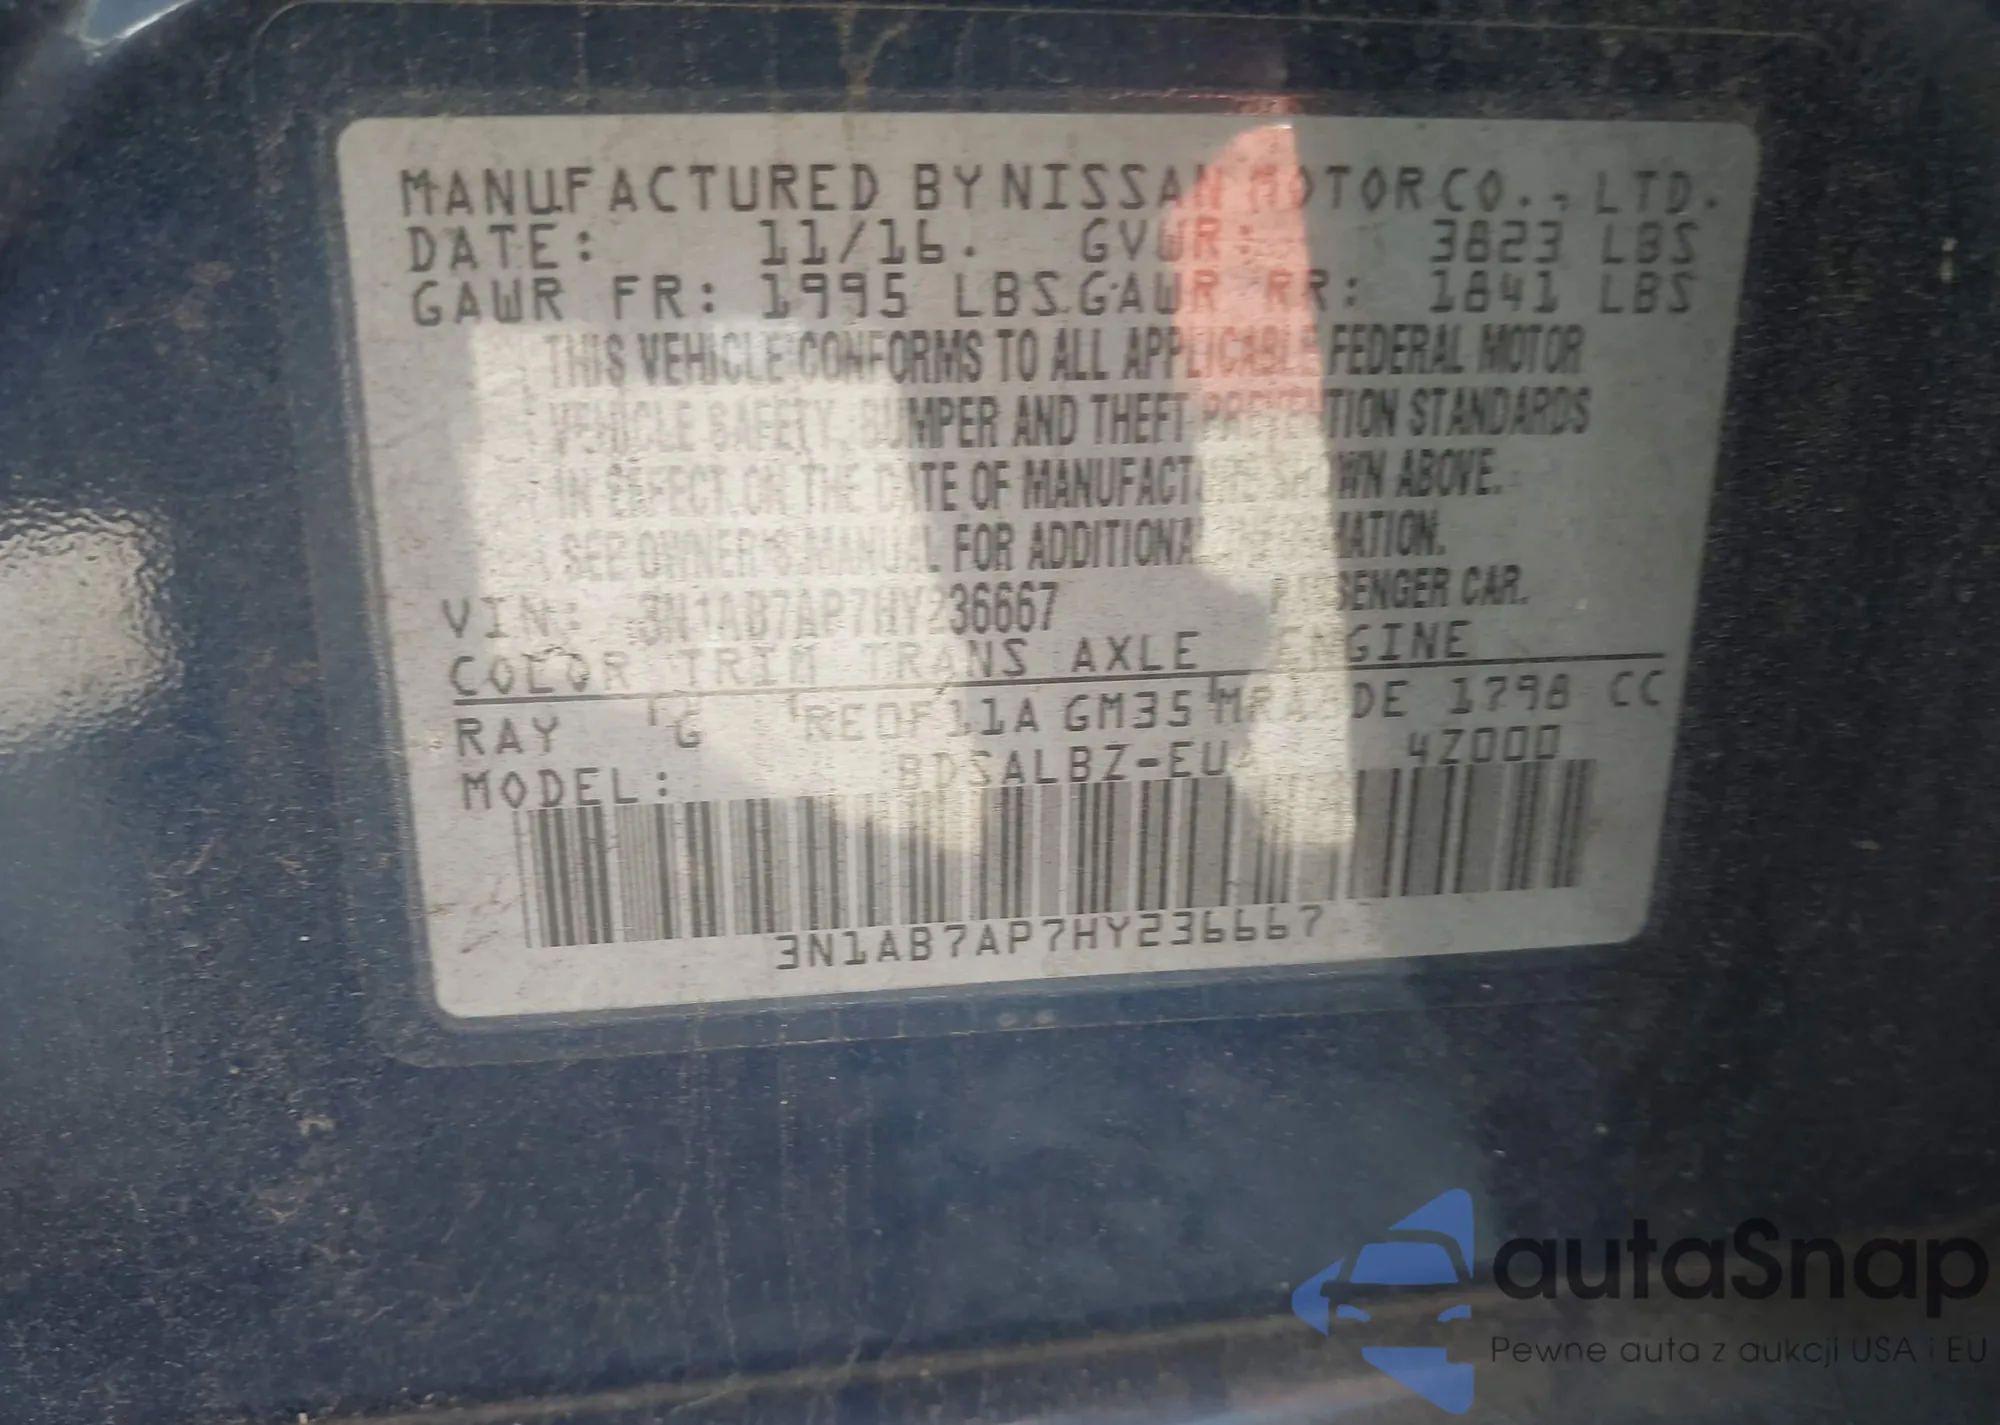 MANUFACTURED BY NISSAN MOTOR CO., LTD.
DATE: 11/16. GVWR: 3823 LBS
GAWR FR: 1995 LBS. GAWR RR: 1841 LBS
THIS VEHICLE CONFORMS TO ALL APPLICABLE FEDERAL MOTOR
VEHICLE SAFETY, BUMPER AND THEFT PREVENTION STANDARDS
IN EFFECT ON THE DATE OF MANUFACTURE SHOWN ABOVE.
SEE OWNER'S MANUAL FOR ADDITIONAL INFORMATION.
VIN: 3N1AB7AP7HY236667 PASSENGER CAR.
COLOR TRIM TRANS AXLE ENGINE
RAY G RE0F11A GM35 DE 1798 CC
MODEL: BDSALBZ-EUA 4Z000
3N1AB7AP7HY236667
autaSnap
Pewne auta z aukcji USA i EU